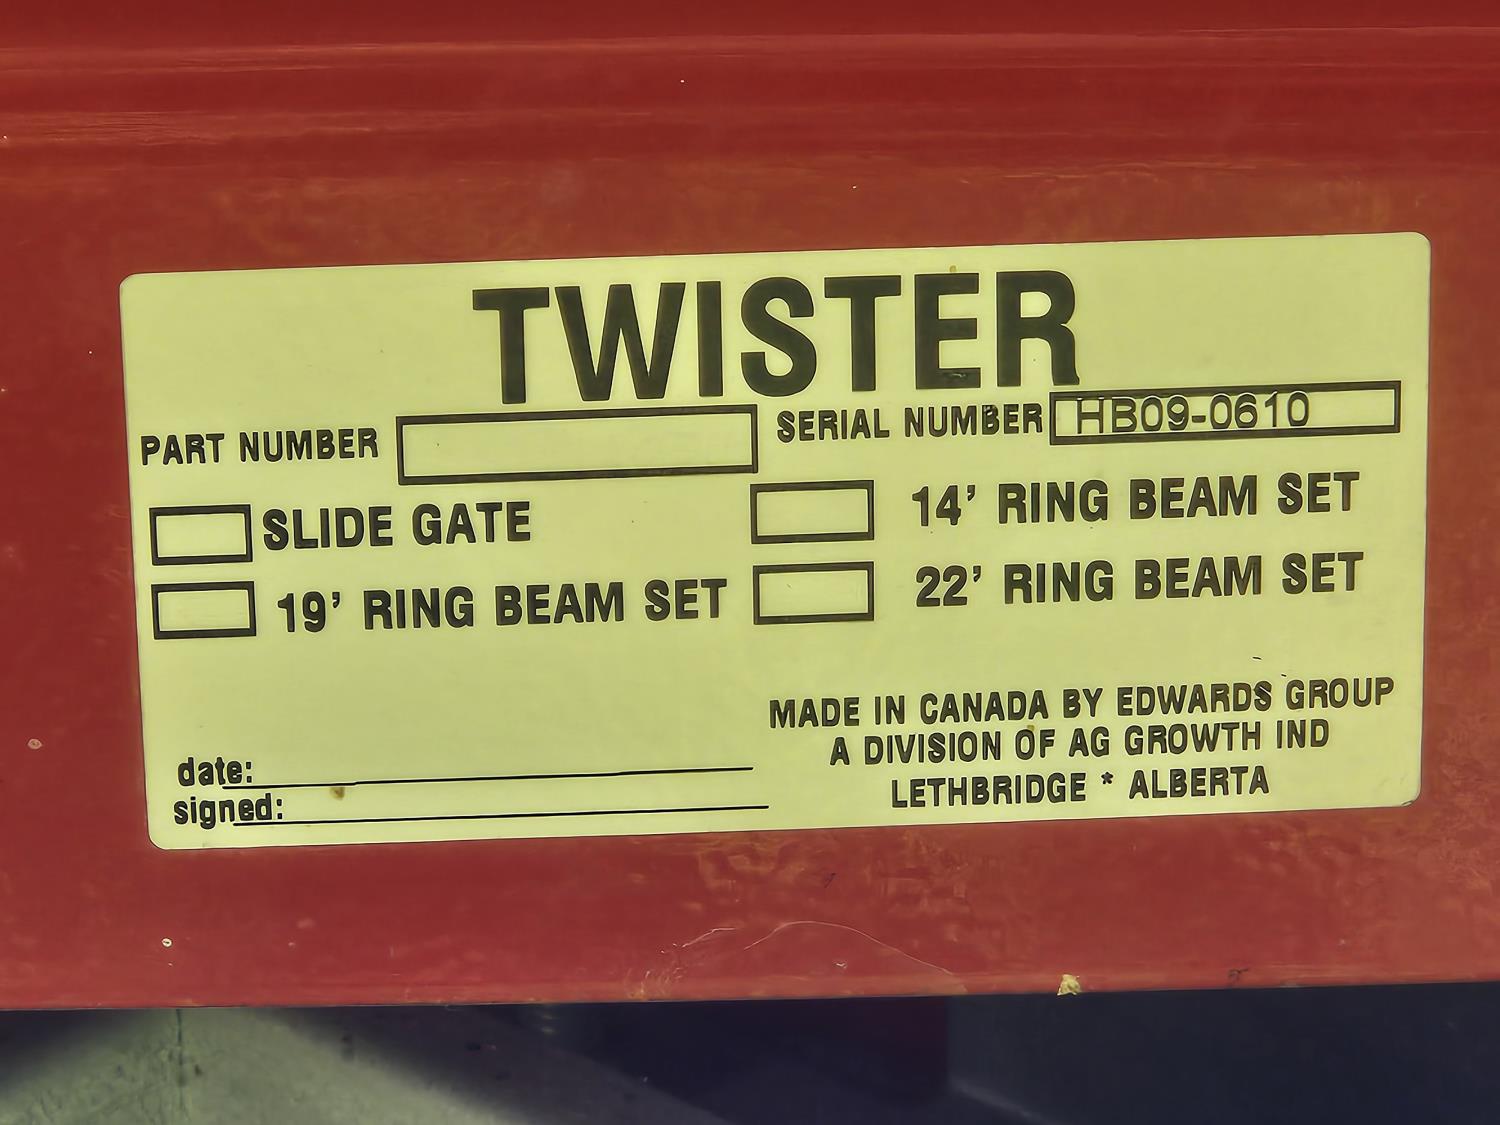 TWISTER
PART NUMBER SERIAL NUMBER HB09-0610
SLIDE GATE 14' RING BEAM SET
19' RING BEAM SET 22' RING BEAM SET
MADE IN CANADA BY EDWARDS GROUP
A DIVISION OF AG GROWTH IND
LETHBRIDGE * ALBERTA
date:
signed: